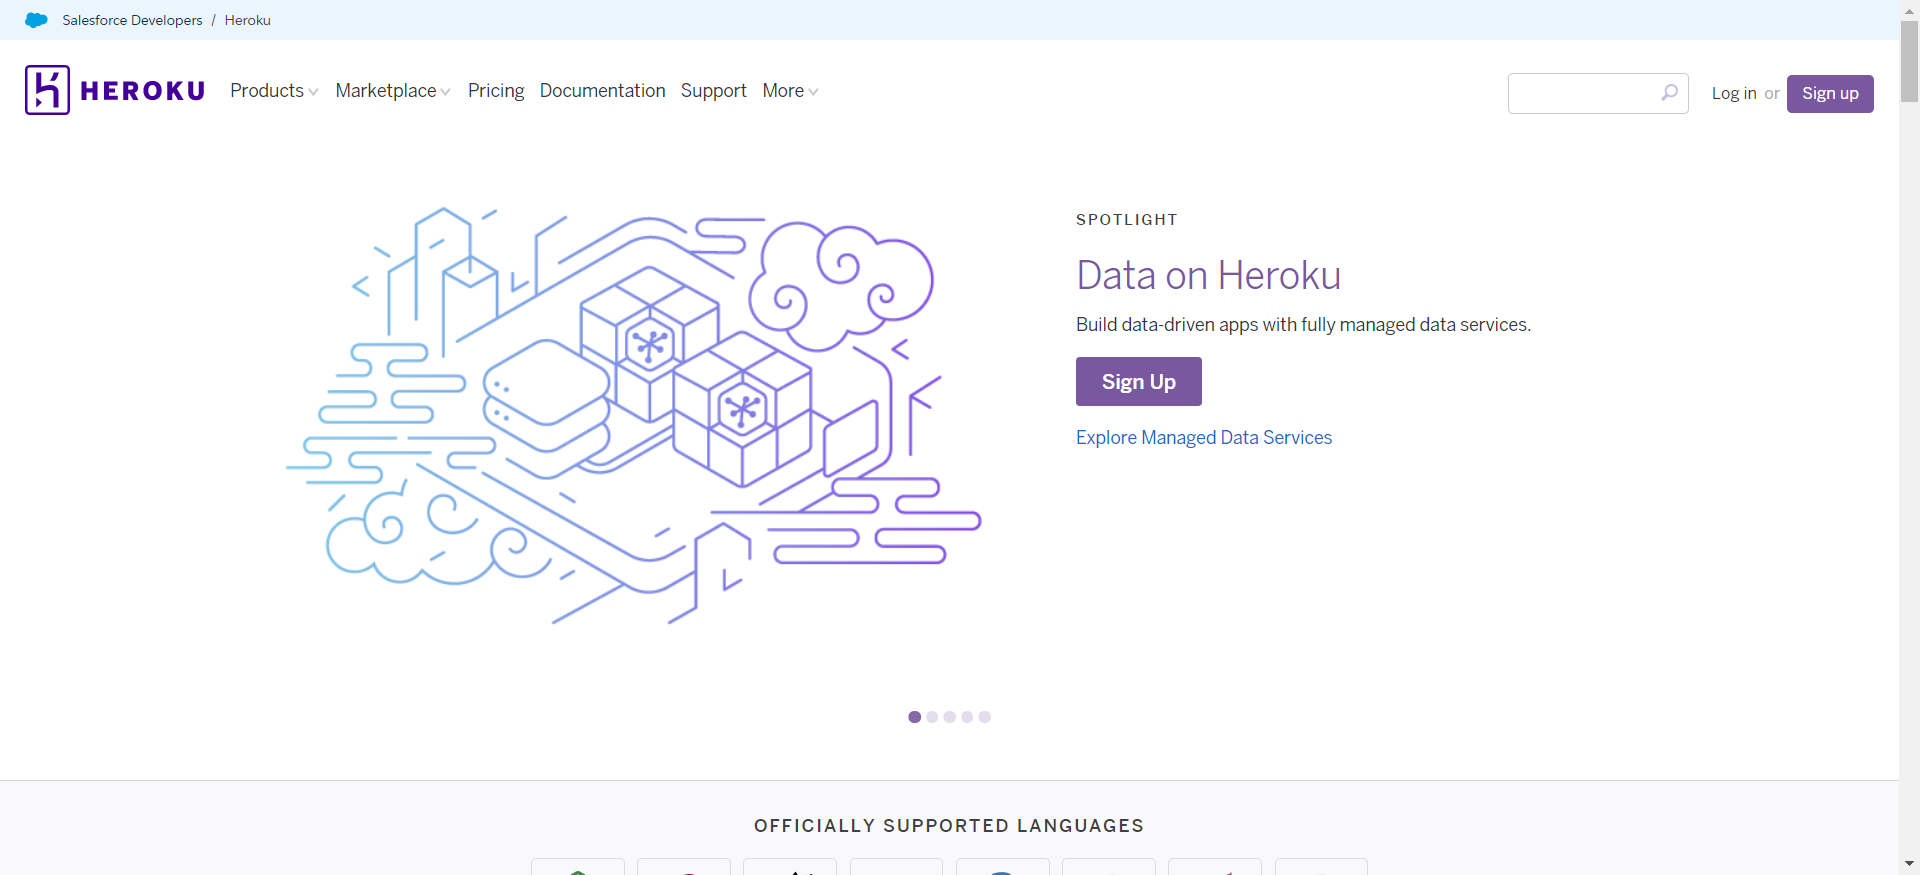 Salesforce Developers / Heroku
HEROKU Products Marketplace Pricing Documentation Support More
Log in or Sign up
SPOTLIGHT
Data on Heroku
Build data-driven apps with fully managed data services.
Sign Up
Explore Managed Data Services
OFFICIALLY SUPPORTED LANGUAGES